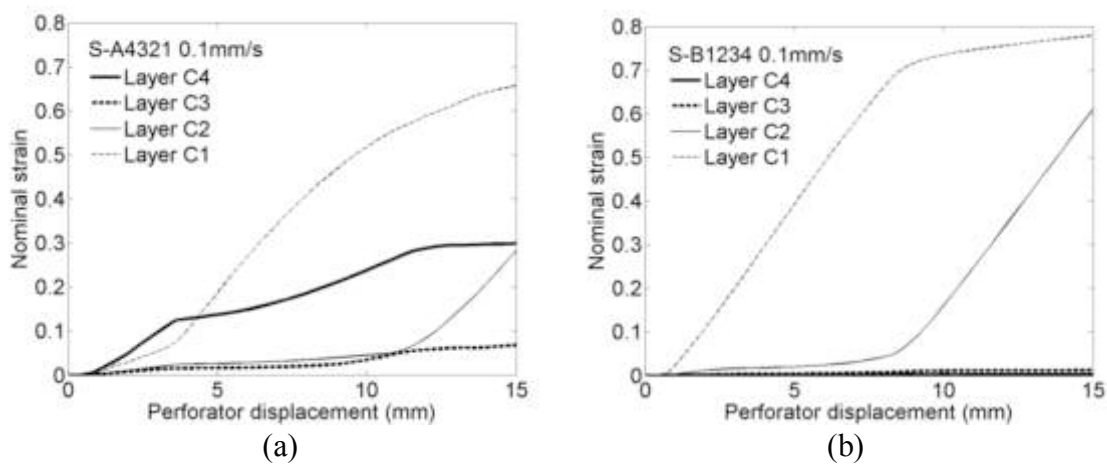 S-A4321 0.1mm/s
Layer C4
Layer C3
Layer C2
Layer C1
Nominal strain
0.8
0.7
0.6
0.5
0.4
0.3
0.2
0.1
0
0 5 10 15
Perforator displacement (mm)
(a)
S-B1234 0.1mm/s
Layer C4
Layer C3
Layer C2
Layer C1
Nominal strain
0.8
0.7
0.6
0.5
0.4
0.3
0.2
0.1
0
0 5 10 15
Perforator displacement (mm)
(b)